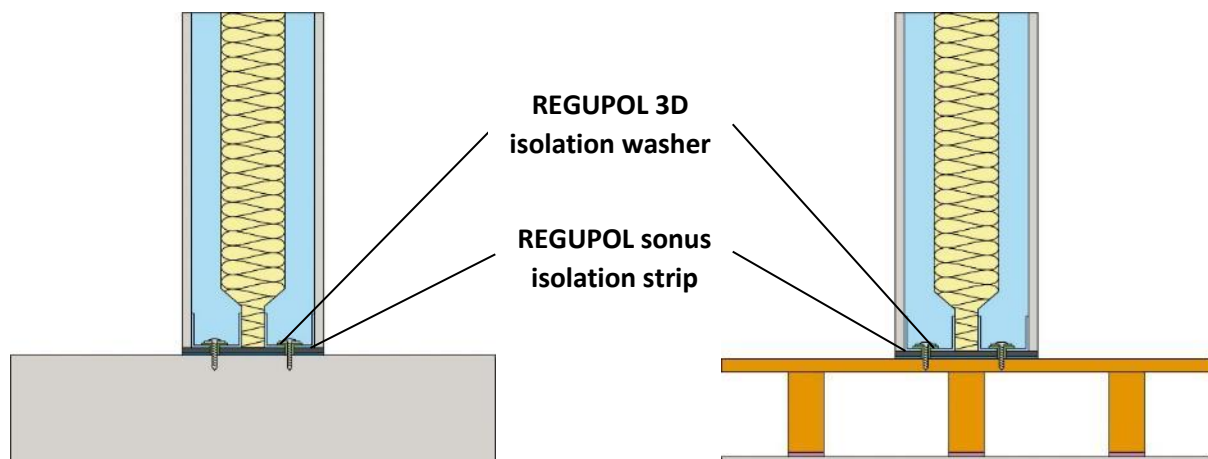 REGUPOL 3D
isolation washer
REGUPOL sonus
isolation strip